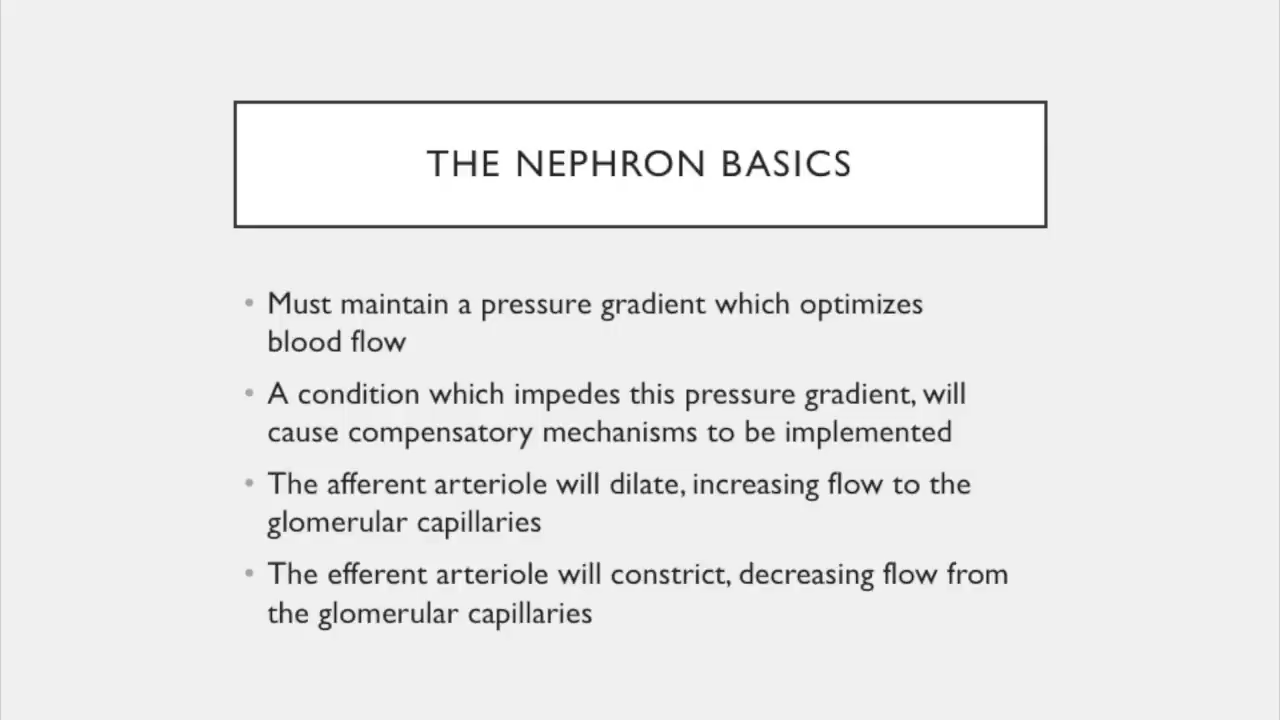 THE NEPHRON BASICS
• Must maintain a pressure gradient which optimizes
blood flow
• A condition which impedes this pressure gradient, will
cause compensatory mechanisms to be implemented
• The afferent arteriole will dilate, increasing flow to the
glomerular capillaries
• The efferent arteriole will constrict, decreasing flow from
the glomerular capillaries